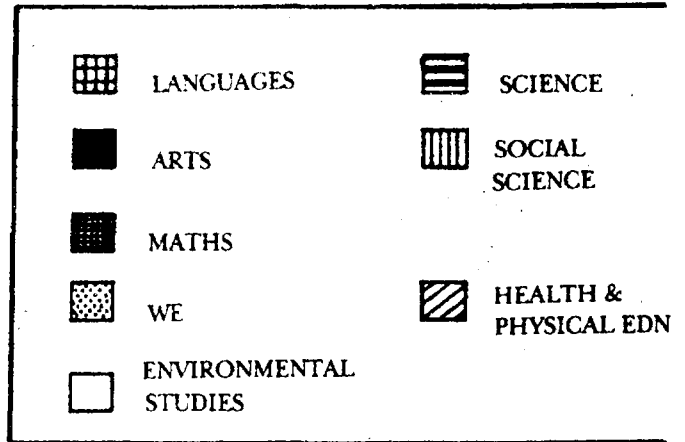 LANGUAGES
ARTS
MATHS
WE
ENVIRONMENTAL
STUDIES
SCIENCE
SOCIAL
SCIENCE
HEALTH &
PHYSICAL EDN